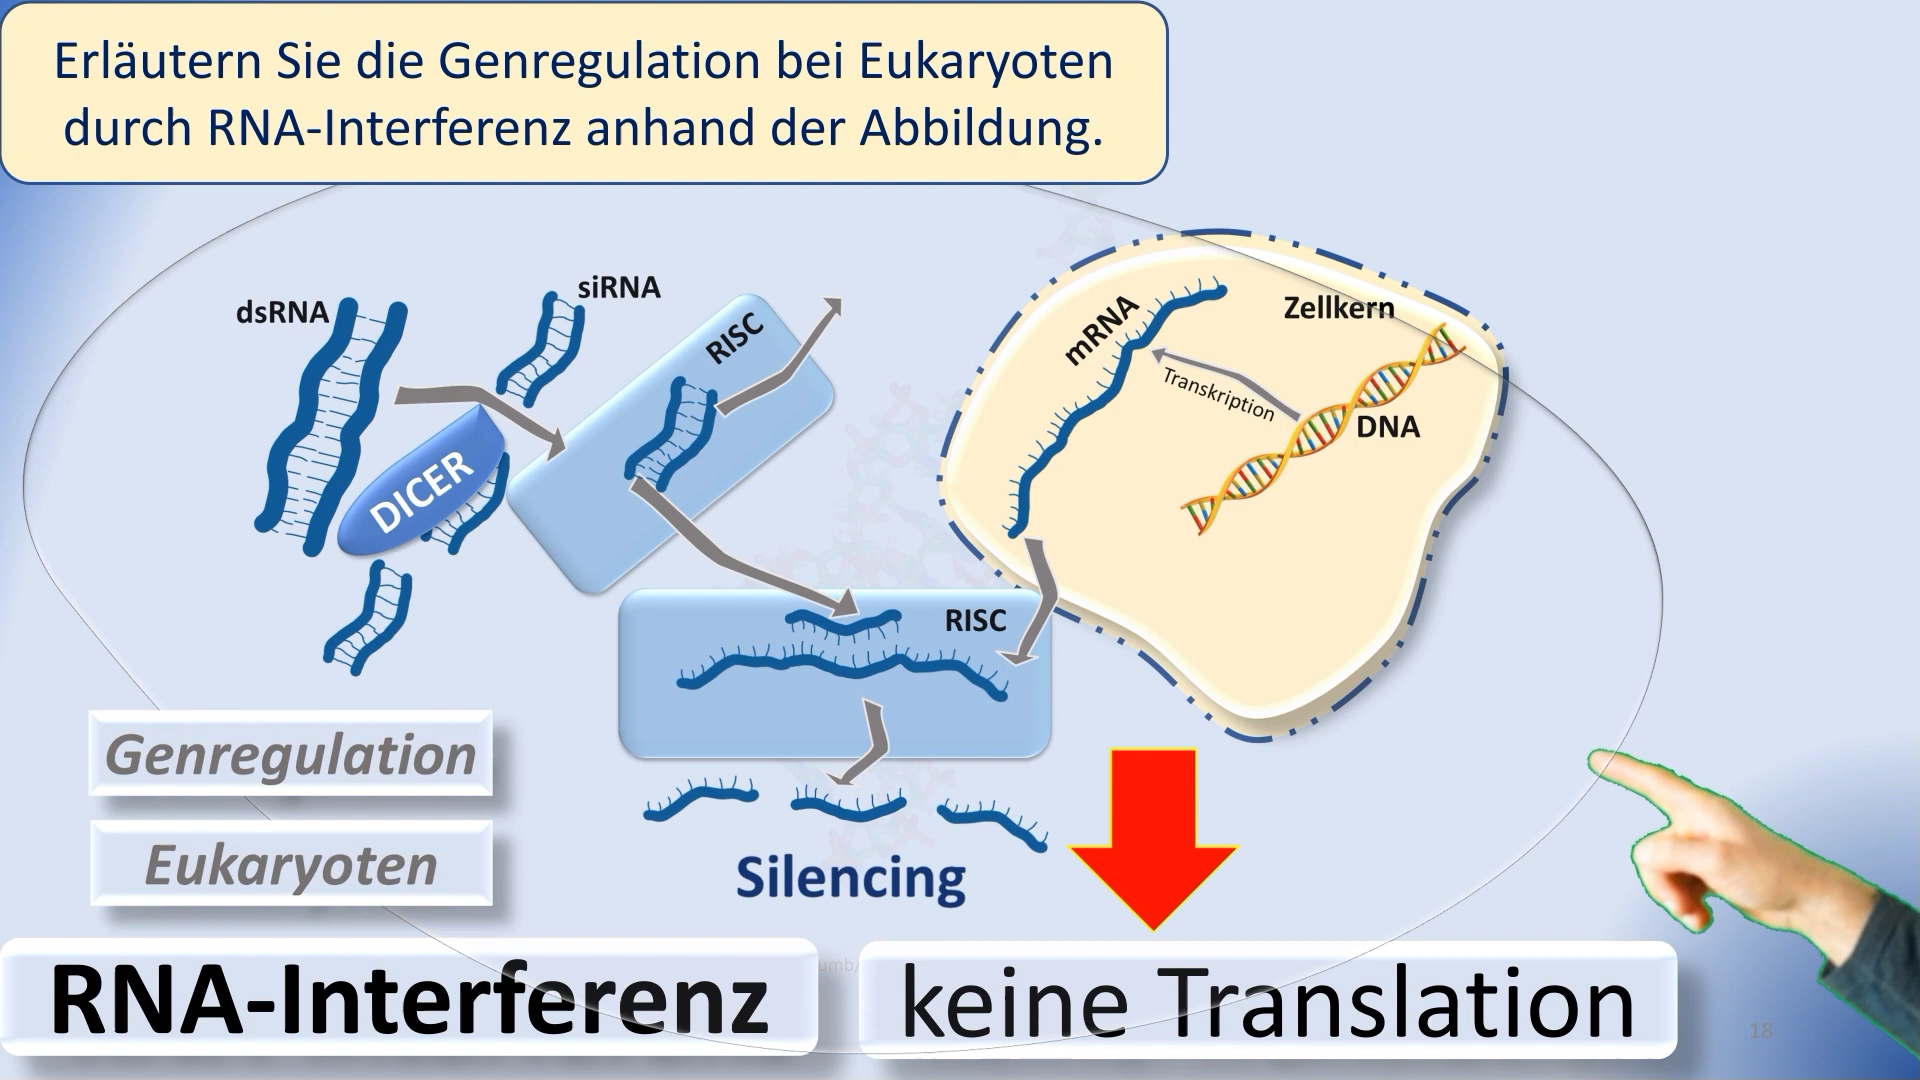 Erläutern Sie die Genregulation bei Eukaryoten
durch RNA-Interferenz anhand der Abbildung.
dsRNA
siRNA
RISC
DICER
mRNA
Zellkern
Transkription
DNA
RISC
Genregulation
Eukaryoten
Silencing
RNA-Interferenz
keine Translation
18